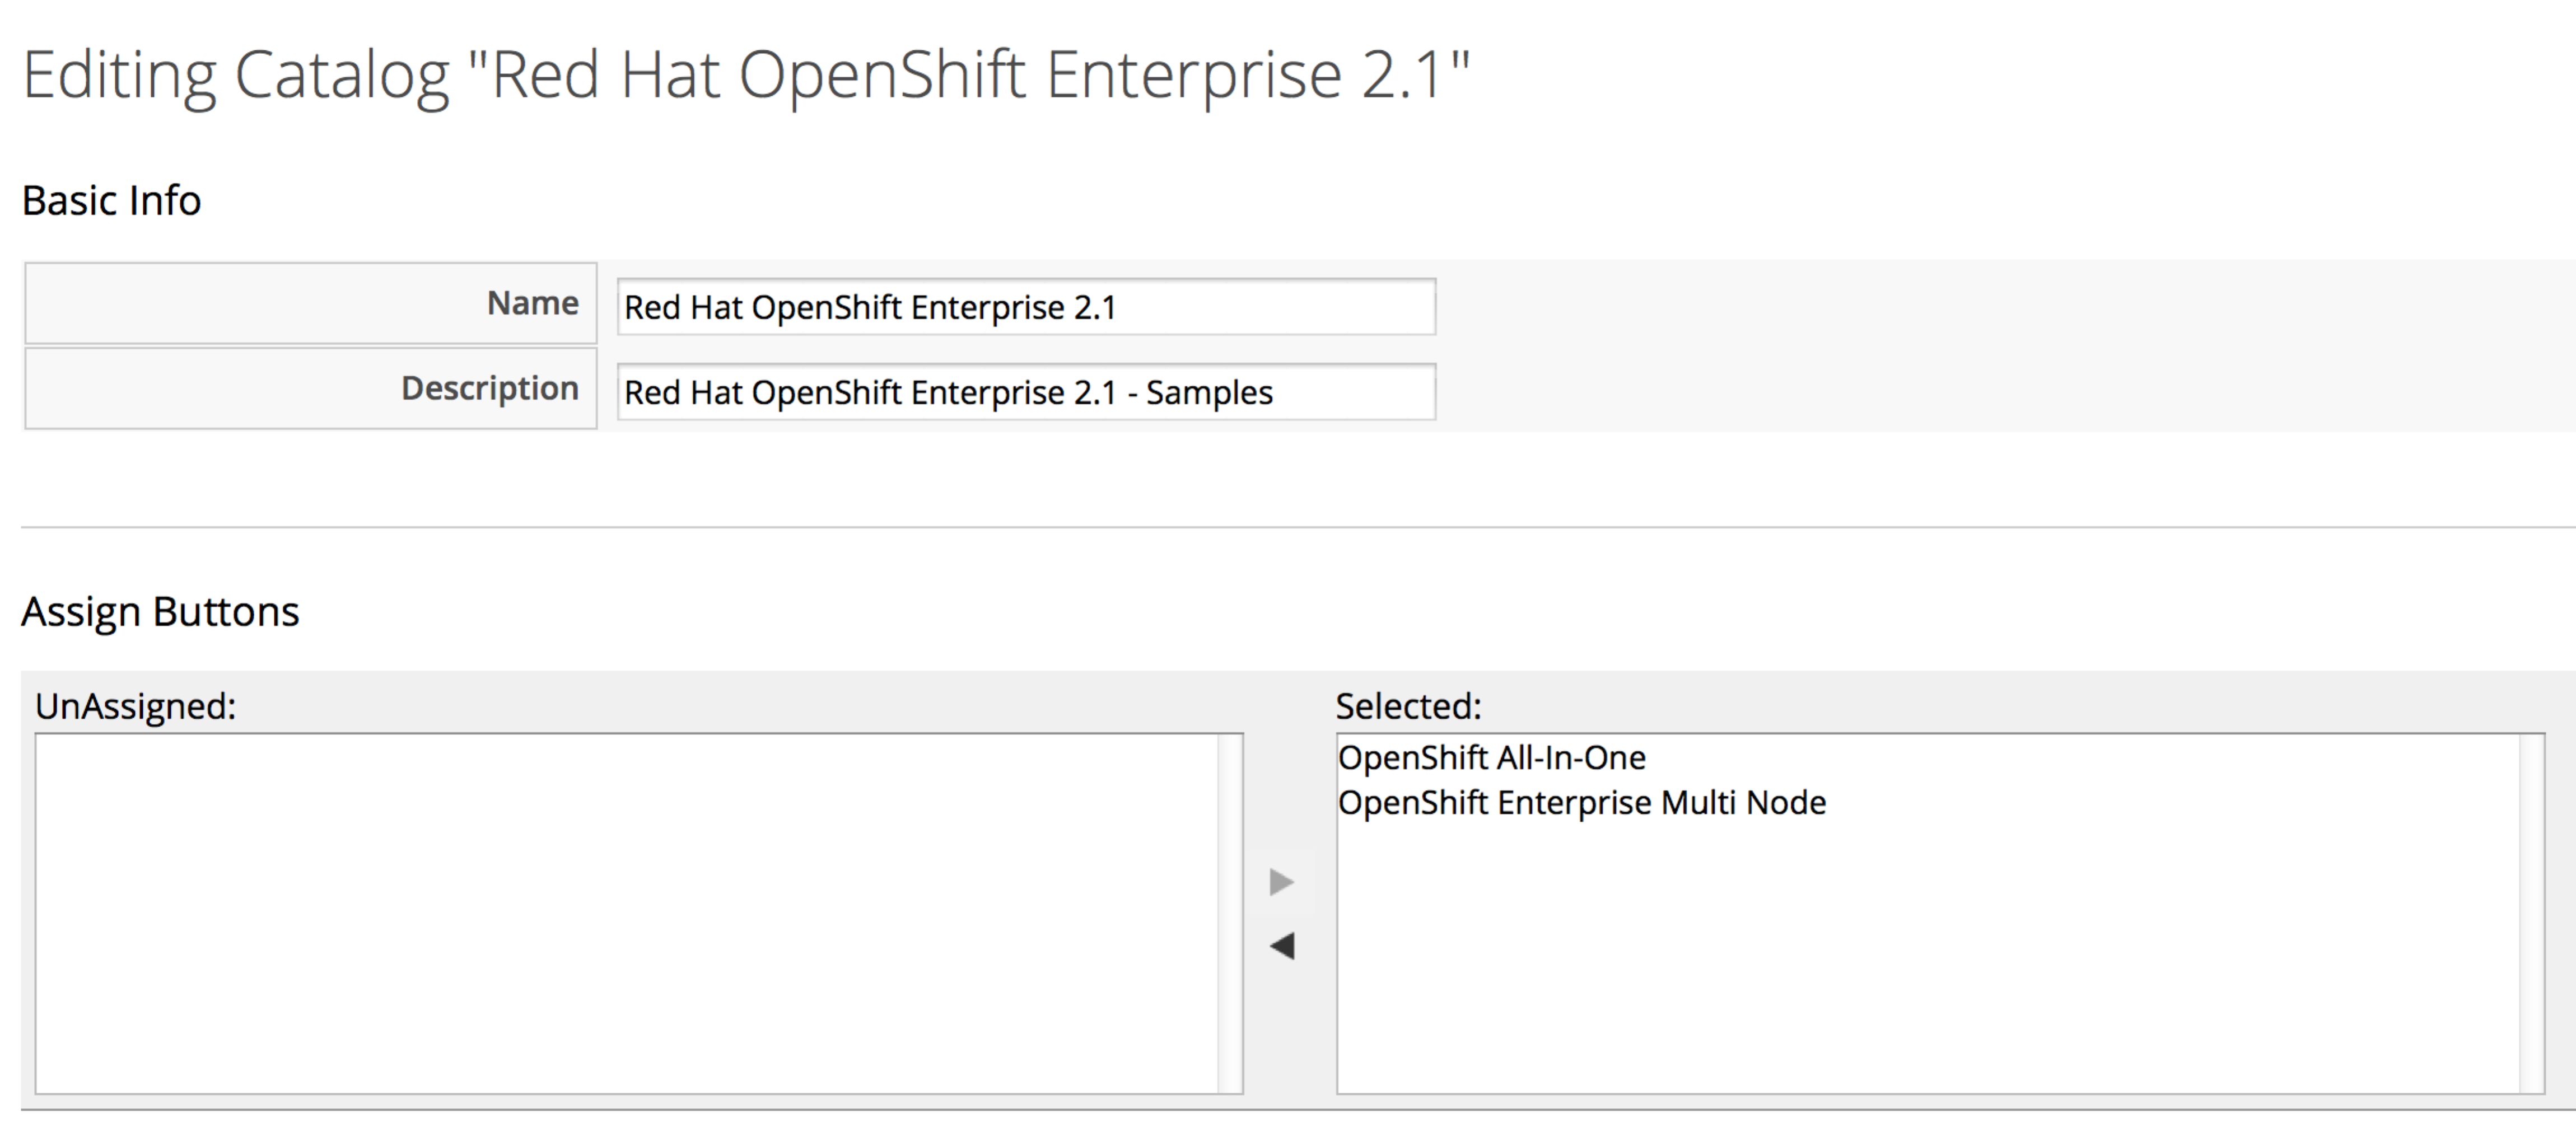 Editing Catalog "Red Hat OpenShift Enterprise 2.1"
Basic Info
Name
Red Hat OpenShift Enterprise 2.1
Description
Red Hat OpenShift Enterprise 2.1 - Samples
Assign Buttons
UnAssigned:
Selected:
OpenShift All-In-One
OpenShift Enterprise Multi Node